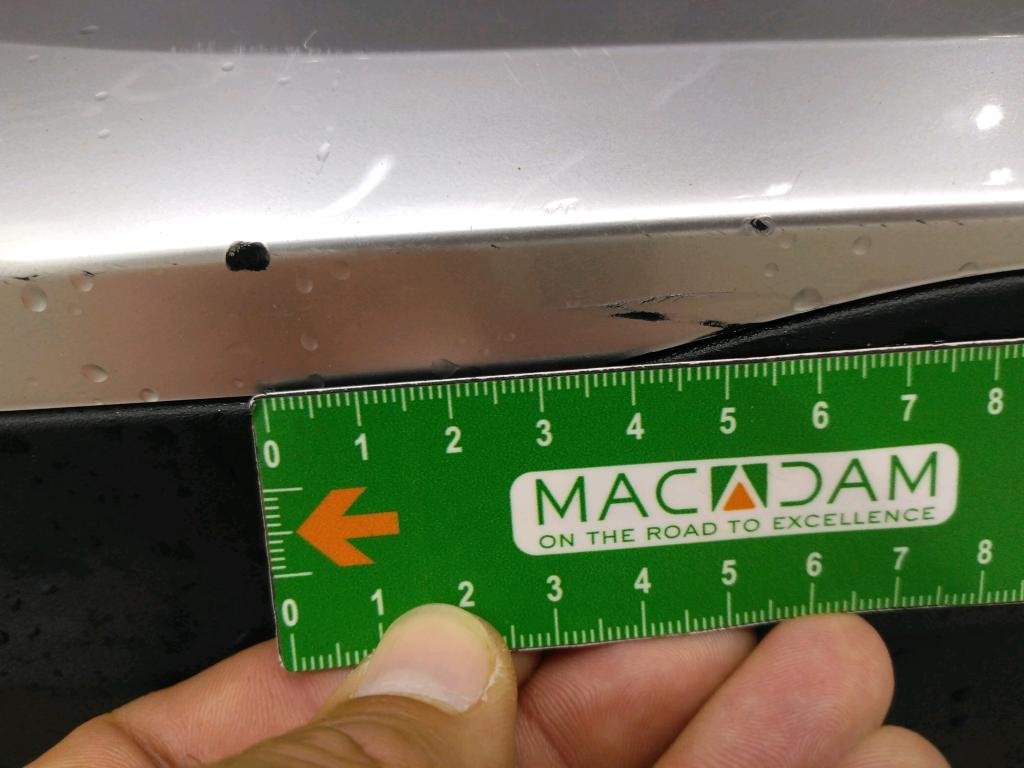 0 1 2 3 4 5 6 7 8
MACADAM
ON THE ROAD TO EXCELLENCE
0 1 2 3 4 5 6 7 8